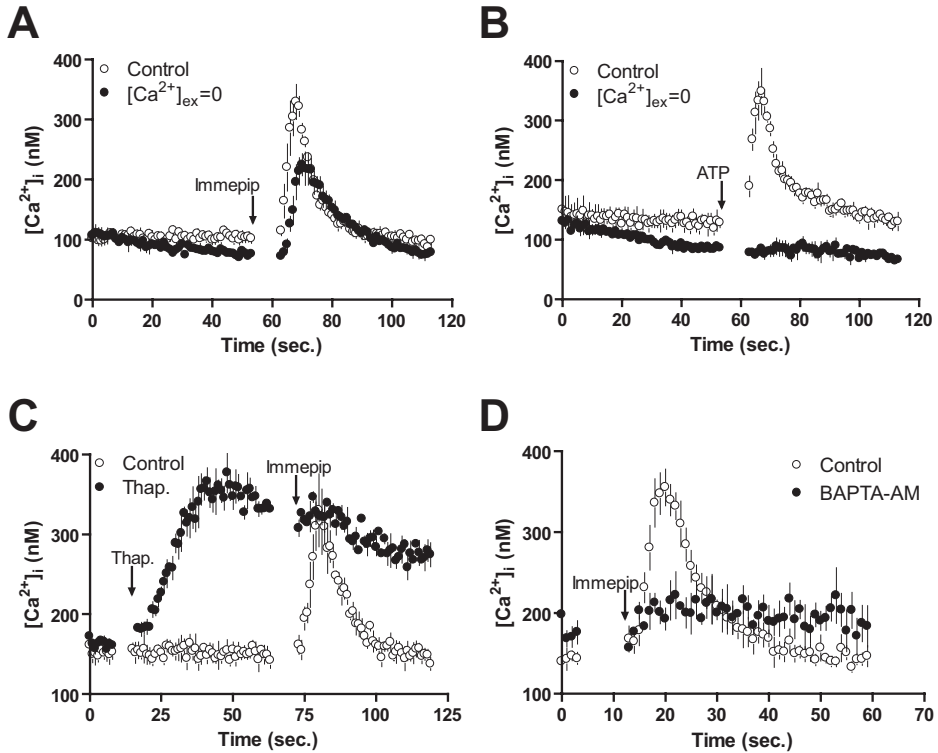 A
400
300
200
100
0
[Ca²⁺]ᵢ (nM)
Control
[Ca²⁺]ₑₓ=0
Immepip
0 20 40 60 80 100 120
Time (sec.)
B
400
300
200
100
0
[Ca²⁺]ᵢ (nM)
Control
[Ca²⁺]ₑₓ=0
ATP
0 20 40 60 80 100 120
Time (sec.)
C
400
300
200
100
[Ca²⁺]ᵢ (nM)
Control
Thap.
Immepip
Thap.
0 25 50 75 100 125
Time (sec.)
D
400
300
200
100
[Ca²⁺]ᵢ (nM)
Control
BAPTA-AM
Immepip
0 10 20 30 40 50 60 70
Time (sec.)